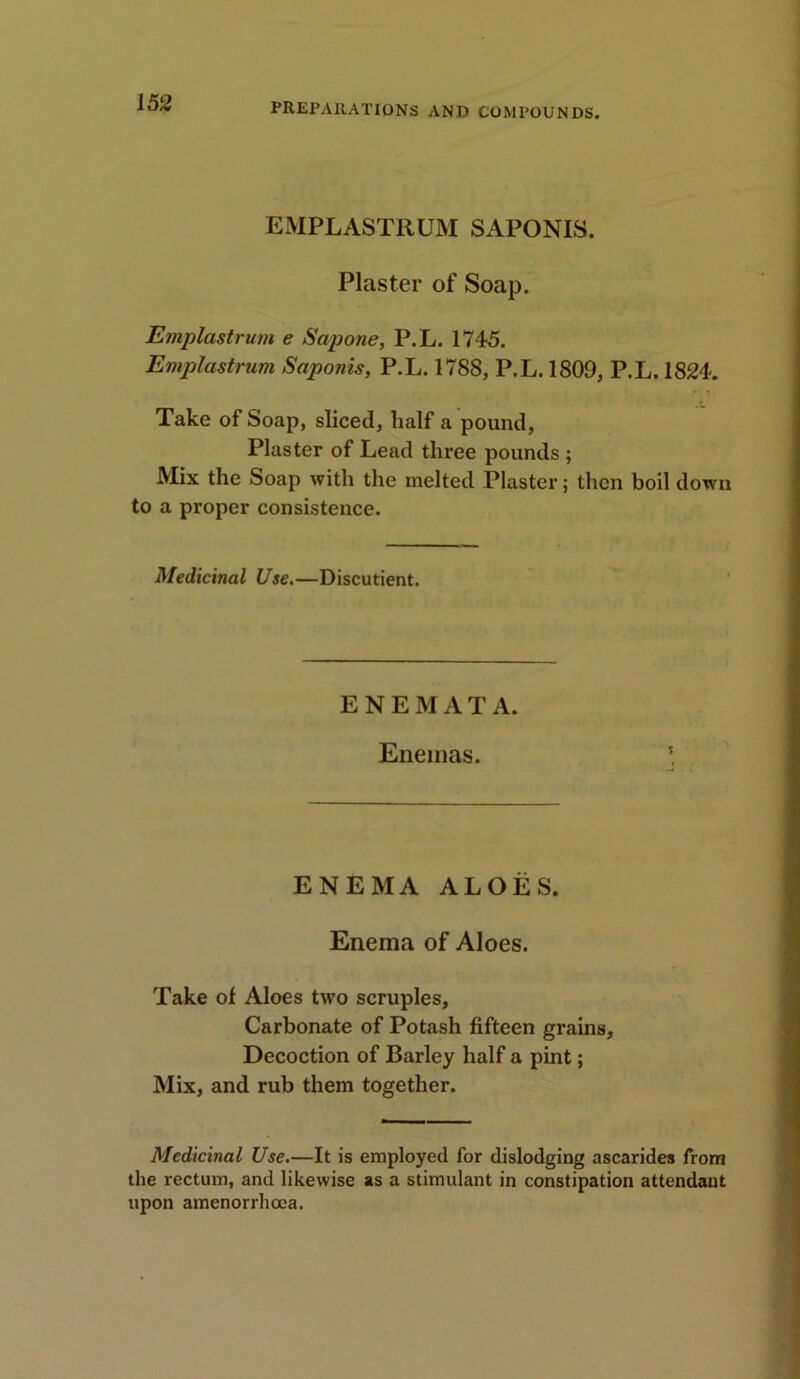 152
PREPARATIONS AND COMPOUNDS.
EMPLASTRUM SAPONIS.
Plaster of Soap.
Emplastrum e Sapone, P.L. 1745.
Emplastrum Saponis, P.L. 1788, P.L. 1809, P.L. 1824.
Take of Soap, sliced, half a pound,
Plaster of Lead three pounds ;
Mix the Soap with the melted Plaster; then boil down
to a proper consistence.
Medicinal Use.—Discutient.
ENEMATA.
Enemas.
ENEMA ALOËS.
Enema of Aloes.
Take of Aloes two scruples,
Carbonate of Potash fifteen grains,
Decoction of Barley half a pint;
Mix, and rub them together.
Medicinal Use.—It is employed for dislodging ascarides from
the rectum, and likewise as a stimulant in constipation attendant
upon amenorrhœa.